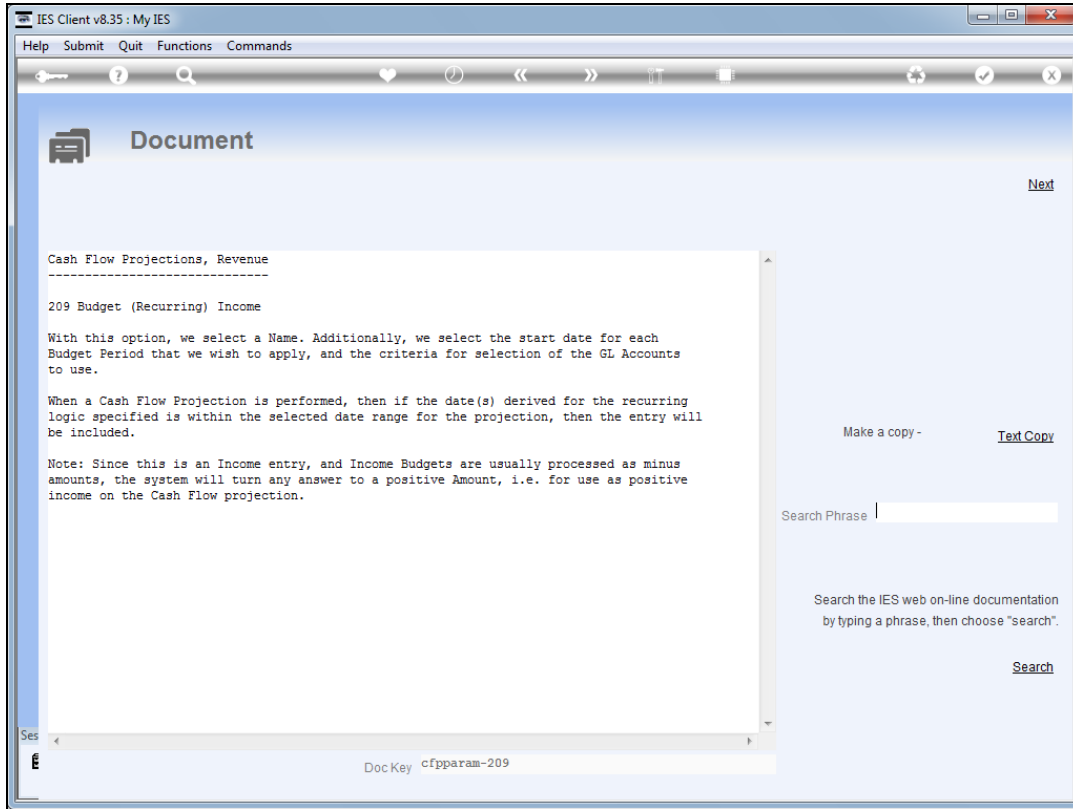 IES Client v8.35 : My IES
Help Submit Quit Functions Commands
Document
Next
Cash Flow Projections, Revenue
------------------------------
209 Budget (Recurring) Income
With this option, we select a Name. Additionally, we select the start date for each
Budget Period that we wish to apply, and the criteria for selection of the GL Accounts
to use.
When a Cash Flow Projection is performed, then if the date(s) derived for the recurring
logic specified is within the selected date range for the projection, then the entry will
be included.
Note: Since this is an Income entry, and Income Budgets are usually processed as minus
amounts, the system will turn any answer to a positive Amount, i.e. for use as positive
income on the Cash Flow projection.
Make a copy - Text Copy
Search Phrase
Search the IES web on-line documentation
by typing a phrase, then choose "search".
Search
Ses
Doc Key cfpparam-209